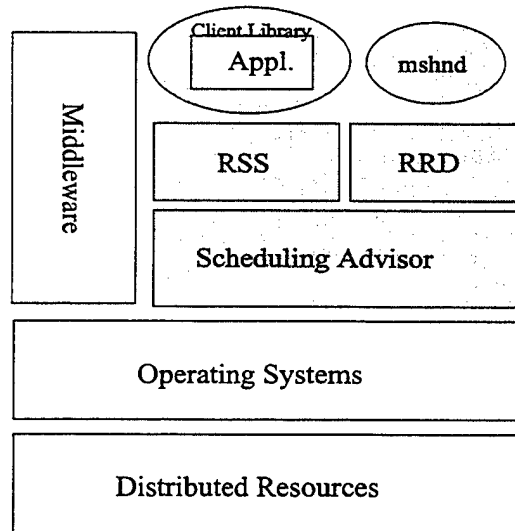 Client Library
Appl.
mshnd
Middleware
RSS
RRD
Scheduling Advisor
Operating Systems
Distributed Resources